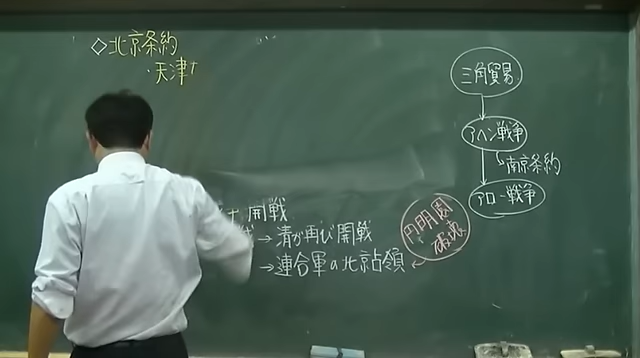 ◇北京条約
・天津
開戦
→清が再び開戦
→連合軍の北京占領
円明園
破壊
三角貿易
アヘン戦争
南京条約
アロー戦争